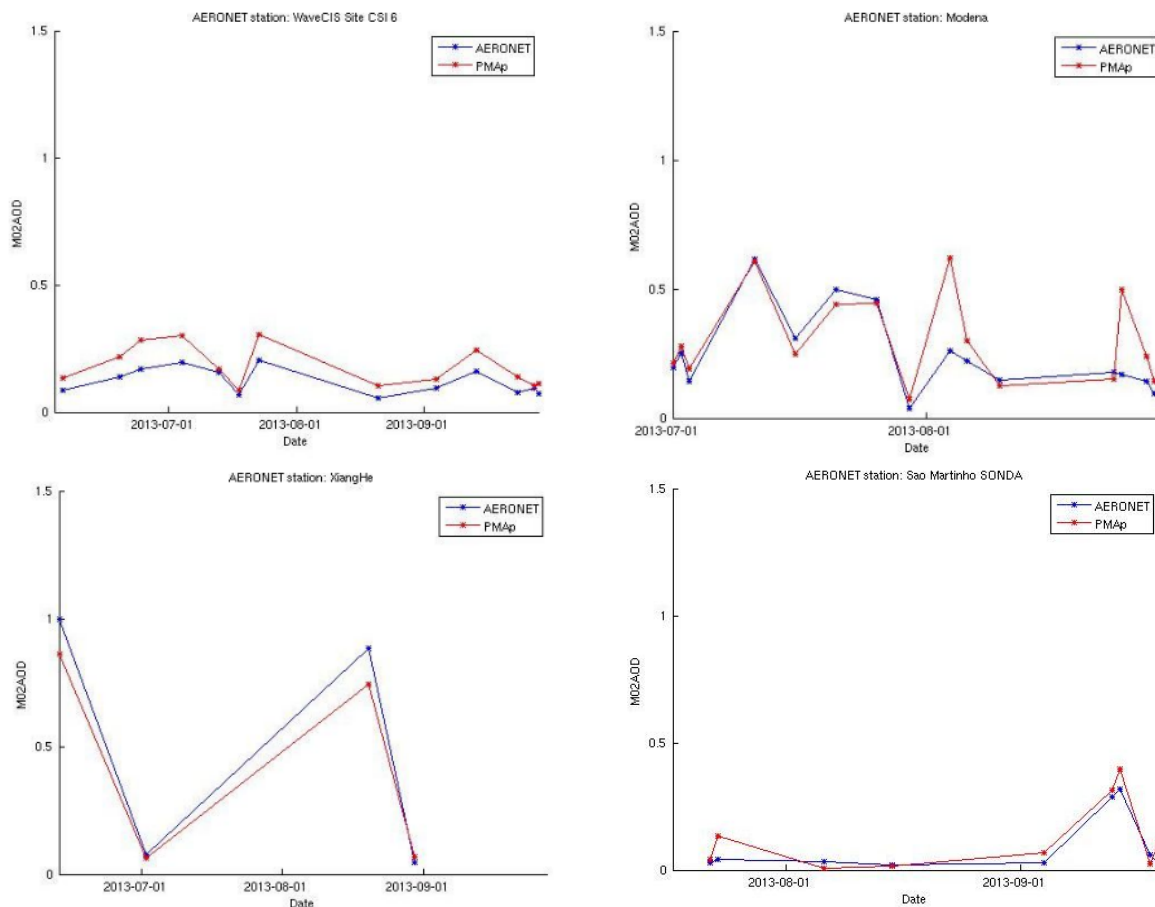 AERONET station: WaveCIS Site CSI 6
1.5
AERONET
PMAp
1
M02AOD
0.5
0
2013-07-01 2013-08-01 2013-09-01
Date
AERONET station: Modena
1.5
AERONET
PMAp
1
M02AOD
0.5
0
2013-07-01 2013-08-01
Date
AERONET station: XiangHe
1.5
AERONET
PMAp
1
M02AOD
0.5
0
2013-07-01 2013-08-01 2013-09-01
Date
AERONET station: Sao Martinho SONDA
1.5
AERONET
PMAp
1
M02AOD
0.5
0
2013-08-01 2013-09-01
Date